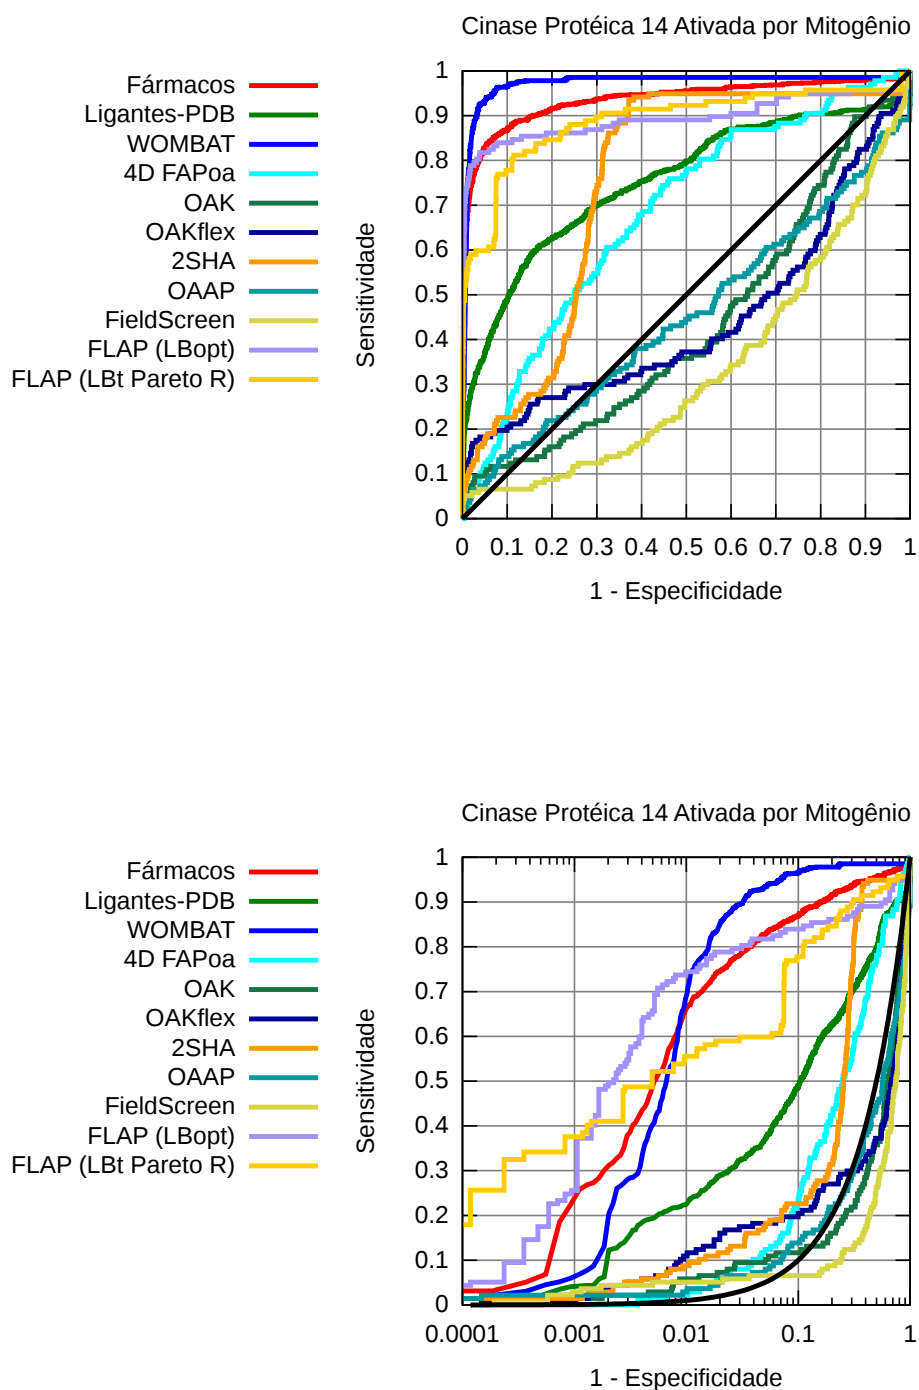 Cinase Protéica 14 Ativada por Mitogênio
Fármacos
Ligantes-PDB
WOMBAT
4D FAPoa
OAK
OAKflex
2SHA
OAAP
FieldScreen
FLAP (LBopt)
FLAP (LBt Pareto R)
Sensitividade
1
0.9
0.8
0.7
0.6
0.5
0.4
0.3
0.2
0.1
0
0 0.1 0.2 0.3 0.4 0.5 0.6 0.7 0.8 0.9 1
1 - Especificidade
Cinase Protéica 14 Ativada por Mitogênio
Fármacos
Ligantes-PDB
WOMBAT
4D FAPoa
OAK
OAKflex
2SHA
OAAP
FieldScreen
FLAP (LBopt)
FLAP (LBt Pareto R)
Sensitividade
1
0.9
0.8
0.7
0.6
0.5
0.4
0.3
0.2
0.1
0
0.0001 0.001 0.01 0.1 1
1 - Especificidade